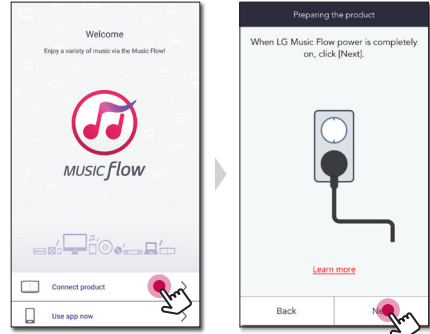 Welcome
Enjoy a variety of music via the Music Flow!
MUSIC flow
Connect product
Use app now
Preparing the product
When LG Music Flow power is completely
on, click [Next].
Learn more
Back